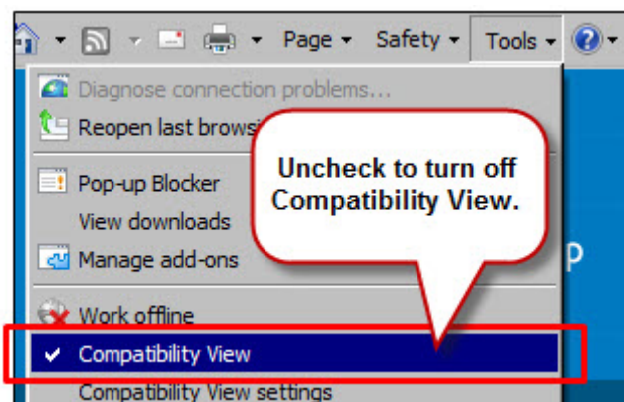 Page Safety Tools
Diagnose connection problems...
Reopen last brows
Pop-up Blocker
View downloads
Manage add-ons
Work offline
Compatibility View
Compatibility View settings
Uncheck to turn off
Compatibility View.
p